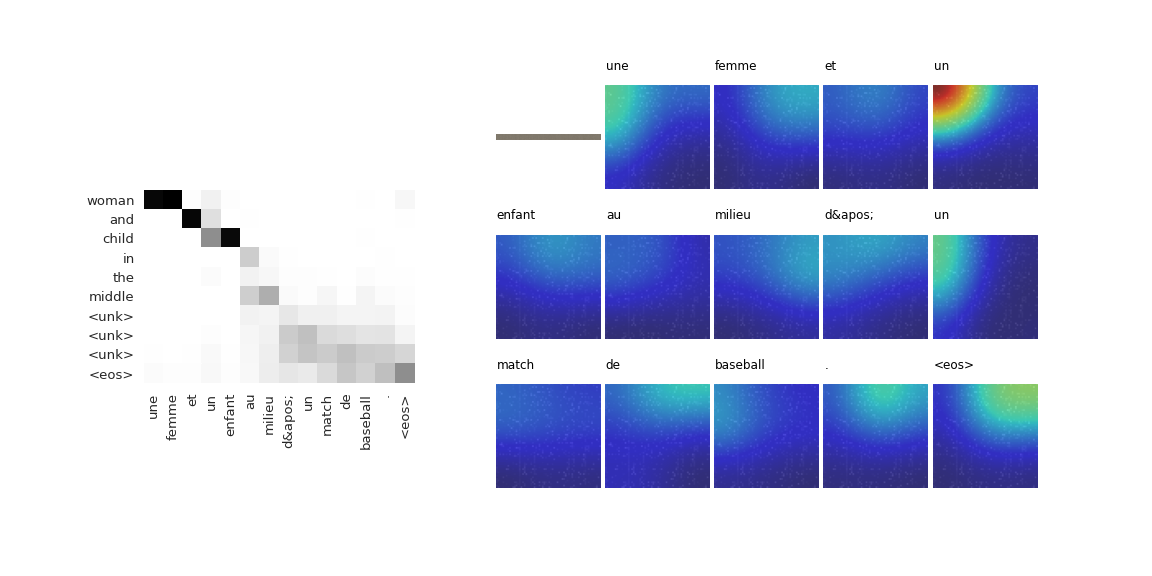 woman
and
child
in
the
middle
<unk>
<unk>
<unk>
<eos>
une femme et un enfant au milieu d&apos; un match de baseball . <eos>
une femme et un
enfant au milieu d&apos; un
match de baseball . <eos>